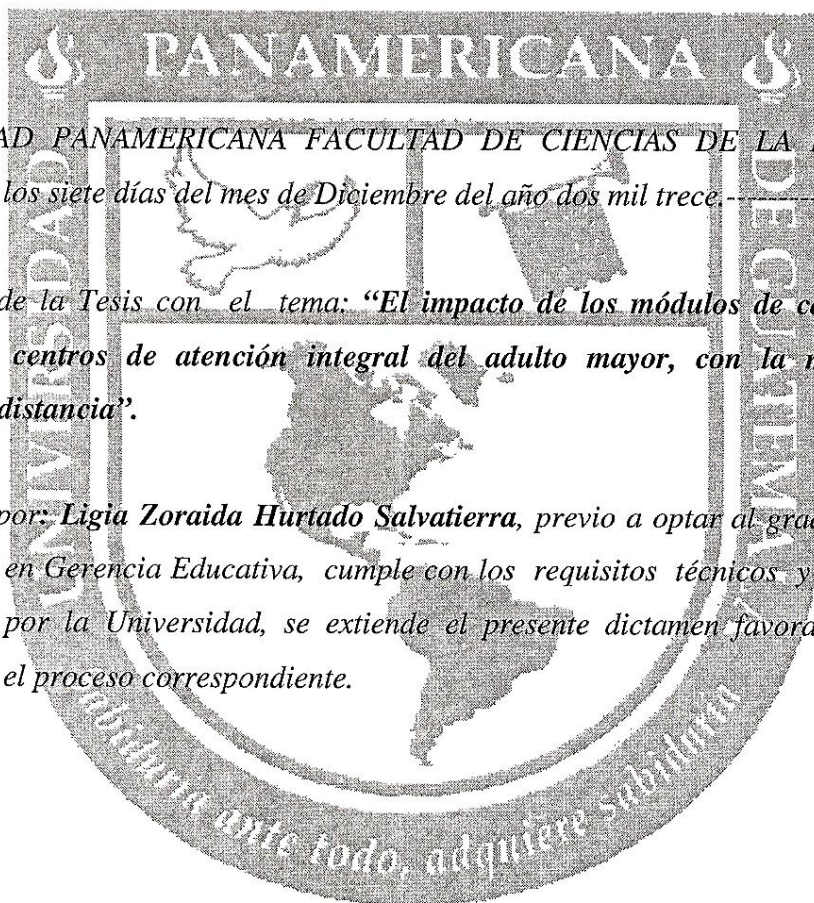 PANAMERICANA
UNIVERSIDAD
DE GUATEMALA
AD PANAMERICANA FACULTAD DE CIENCIAS DE LA
los siete días del mes de Diciembre del año dos mil trece.-----------
de la Tesis con el tema: “El impacto de los módulos de
centros de atención integral del adulto mayor, con la
distancia”.
por: Ligia Zoraida Hurtado Salvatierra, previo a optar al
en Gerencia Educativa, cumple con los requisitos técnicos y
por la Universidad, se extiende el presente dictamen
el proceso correspondiente.
Sabiduría ante todo, adquiere sabiduría